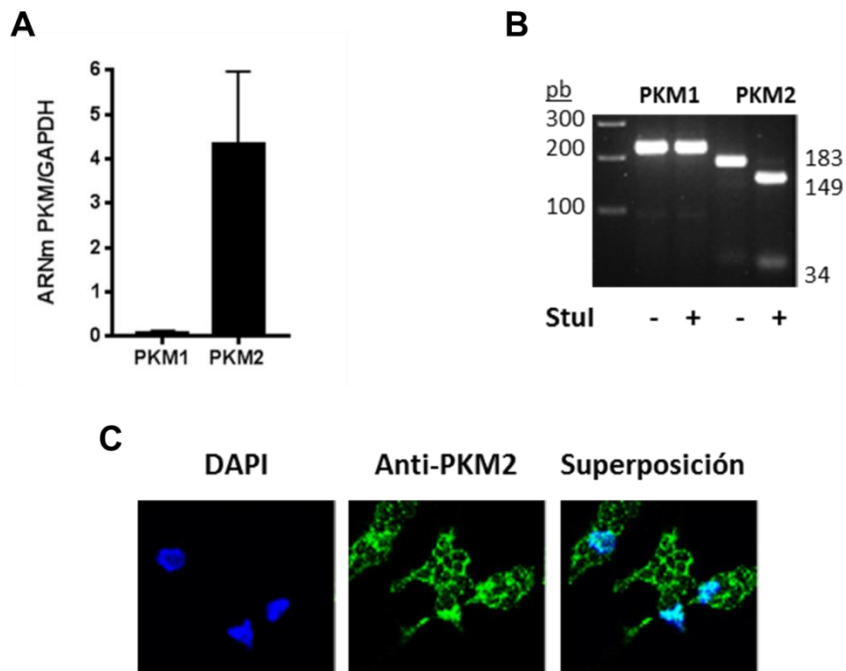 A
ARNm PKM/GAPDH
6
5
4
3
2
1
0
PKM1 PKM2
B
pb
PKM1 PKM2
300
200
100
183
149
34
StuI - + - +
C
DAPI Anti-PKM2 Superposición